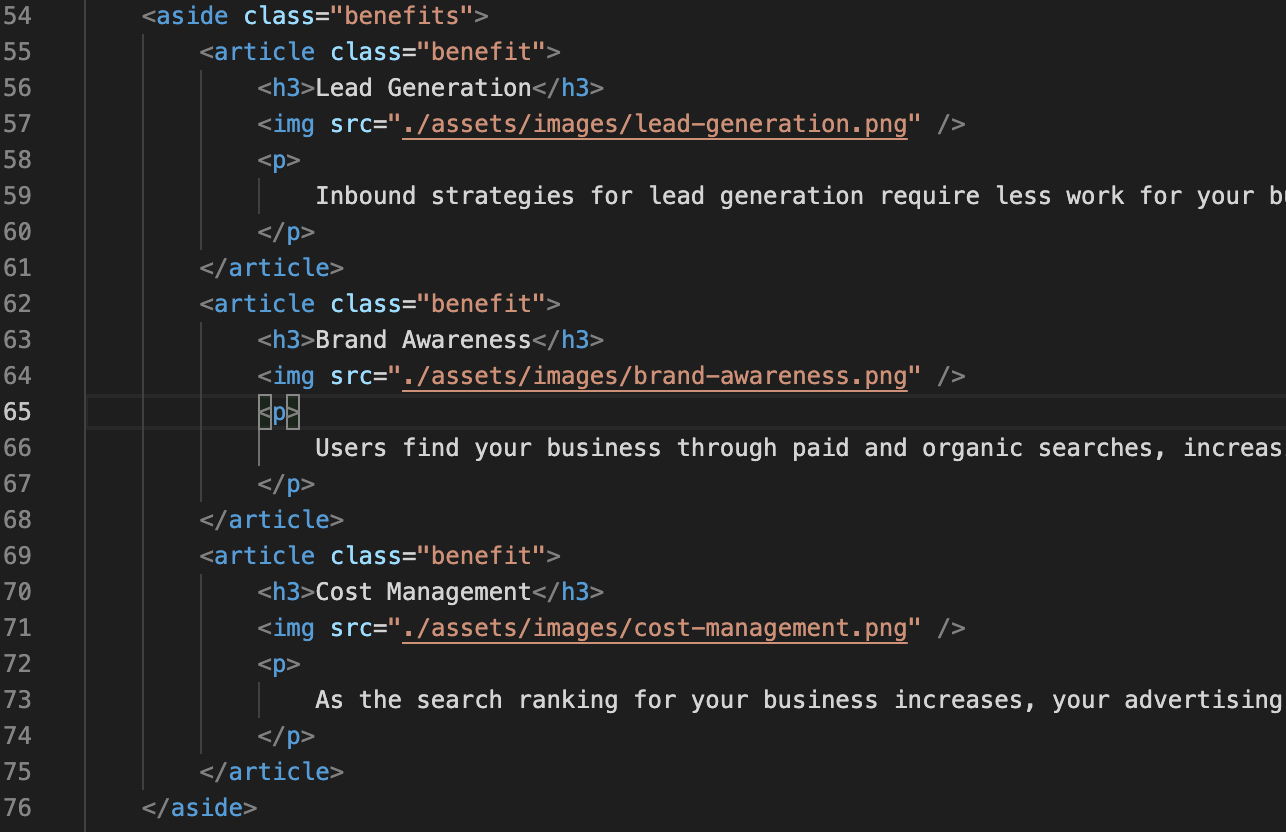 54 <aside class="benefits">
55 <article class="benefit">
56 <h3>Lead Generation</h3>
57 <img src="./assets/images/lead-generation.png" />
58 <p>
59 Inbound strategies for lead generation require less work for your
60 </p>
61 </article>
62 <article class="benefit">
63 <h3>Brand Awareness</h3>
64 <img src="./assets/images/brand-awareness.png" />
65 <p>
66 Users find your business through paid and organic searches, increas
67 </p>
68 </article>
69 <article class="benefit">
70 <h3>Cost Management</h3>
71 <img src="./assets/images/cost-management.png" />
72 <p>
73 As the search ranking for your business increases, your advertising
74 </p>
75 </article>
76 </aside>